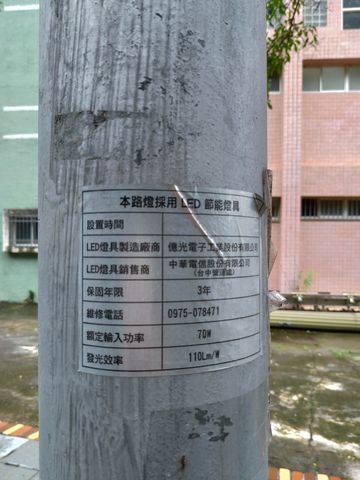 本路燈採用 LED 節能燈具
設置時間
LED燈具製造廠商 億光電子工業股份有限公司
LED燈具銷售商 中華電信股份有限公司
(台中營運處)
保固年限 3年
維修電話 0975-078471
額定輸入功率 70W
發光效率 110Lm/W